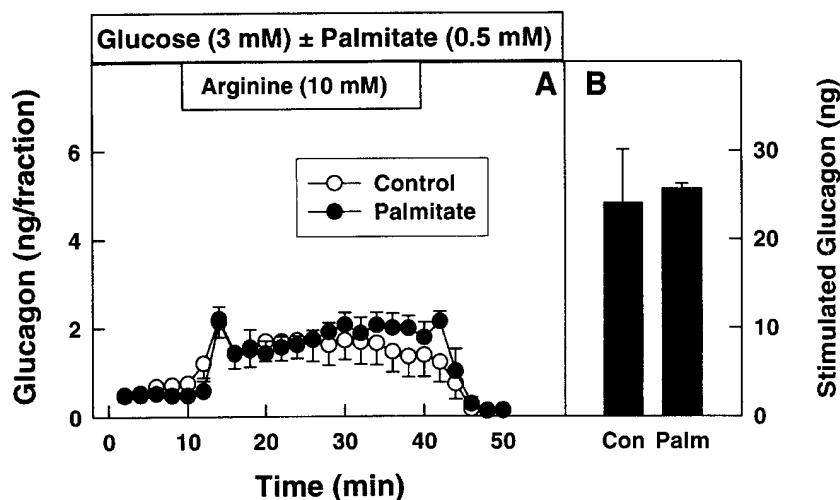 Glucose (3 mM) ± Palmitate (0.5 mM)
Arginine (10 mM)
A
B
Control
Palmitate
Glucagon (ng/fraction)
6
4
2
0
0
10
20
30
40
50
Time (min)
30
20
10
0
Con Palm
Stimulated Glucagon (ng)